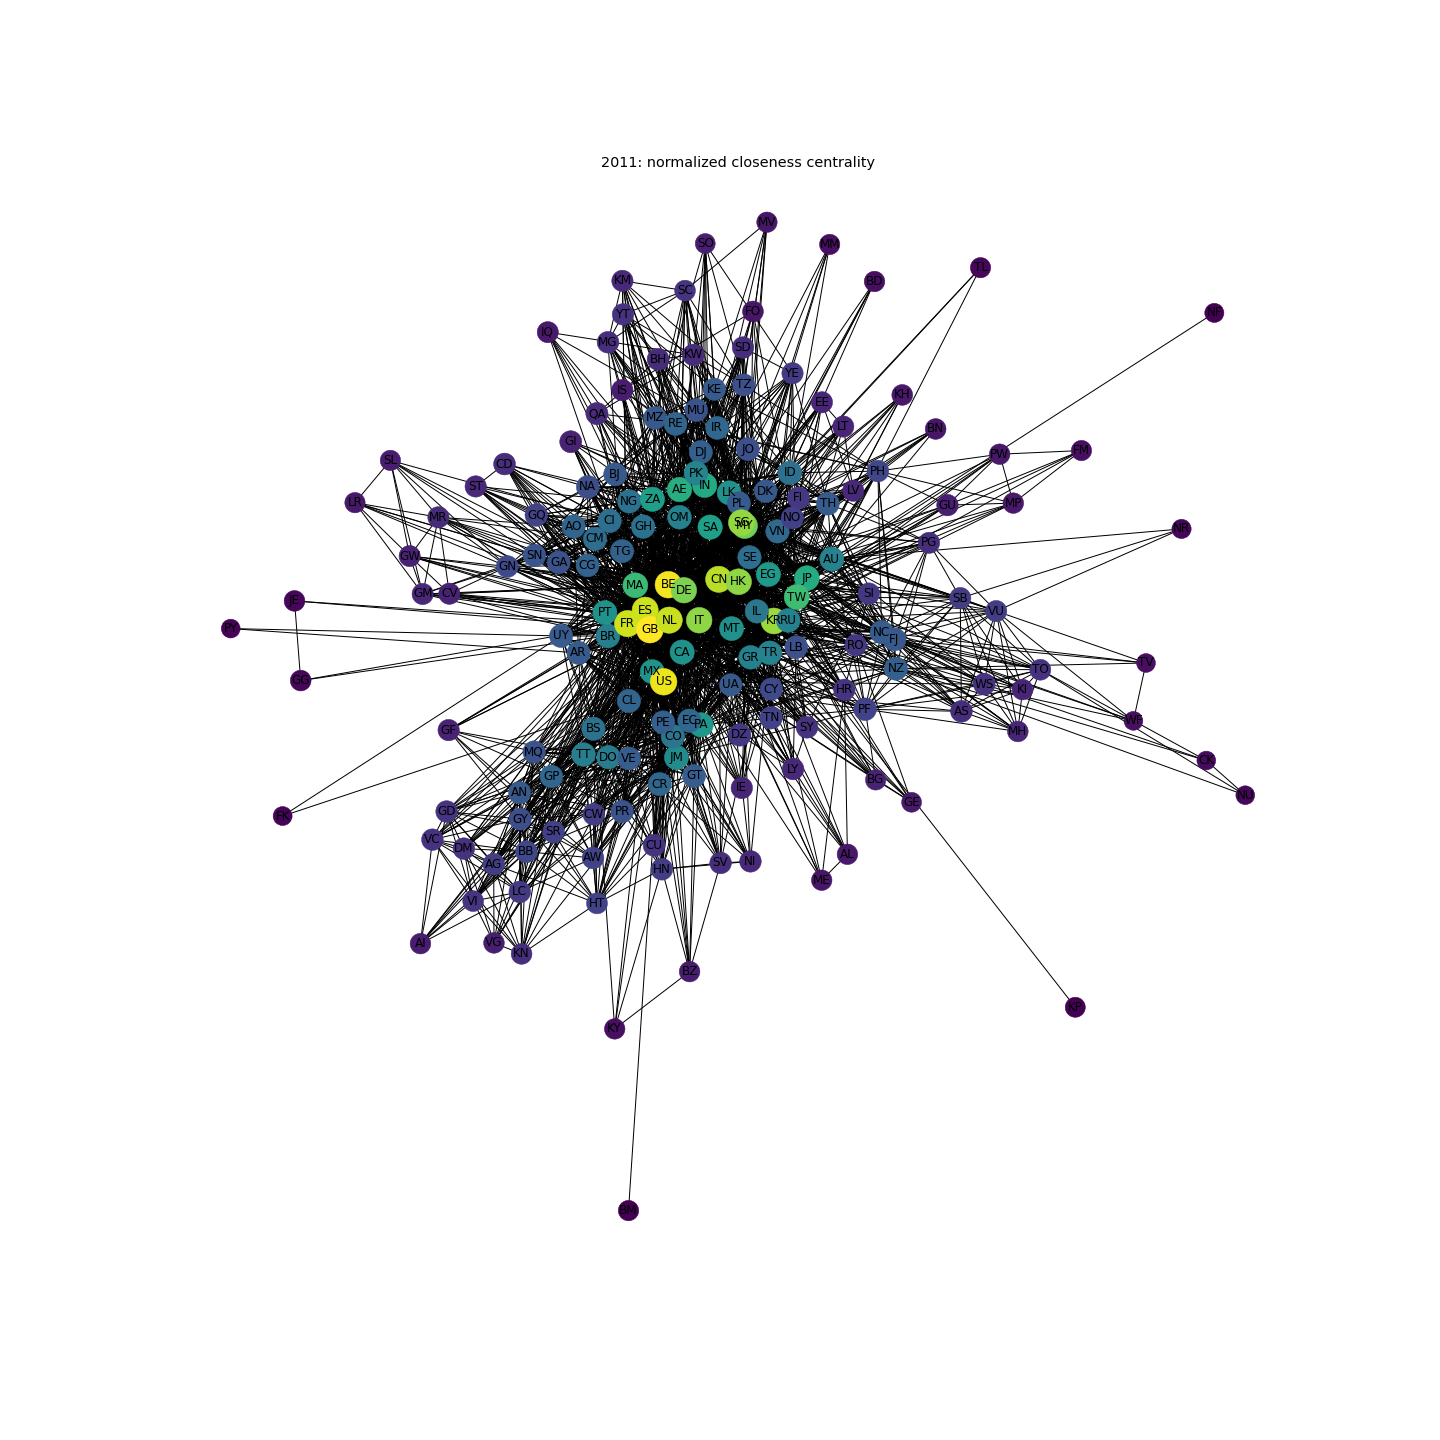 2011: normalized closeness centrality
MV
SO
MM
TL
KM
BD
SC
FO
YT
IQ
MG
SD
KW
BH
YE
IS
KE
TZ
KH
EE
MU
QA
MZ
RE
IR
LT
BN
GI
DJ
JO
PW
FM
SL
CD
PH
BJ
PK
ID
ST
NA
AE
IN
LK
DK
LV
ZA
NG
PL
FI
LR
TH
MP
GU
GQ
MR
CI
OM
NO
AO
GH
SA
MY
VN
CM
PG
TG
SN
GW
SE
AU
GA
CG
GN
EG
JP
CN
HK
MA
BE
DE
GM
CV
SI
TW
SB
JE
ES
PT
IL
VU
FR
NL
IT
KR
RU
GB
MT
PY
NC
UY
BR
FJ
RO
LB
AR
CA
GR
TR
TV
NZ
TO
MX
GG
US
UA
WS
CY
HR
KI
CL
PF
AS
TN
PE
EC
WF
PA
SY
GF
BS
MH
CO
DZ
MQ
TT
DO
VE
JM
CK
LY
GP
GT
BG
CR
IE
AN
NU
GE
GD
CW
PR
FK
GY
SR
VC
CU
DM
BB
AL
AW
AG
SV
NI
HN
ME
LC
VI
HT
AI
VG
KN
BZ
KP
KY
BM